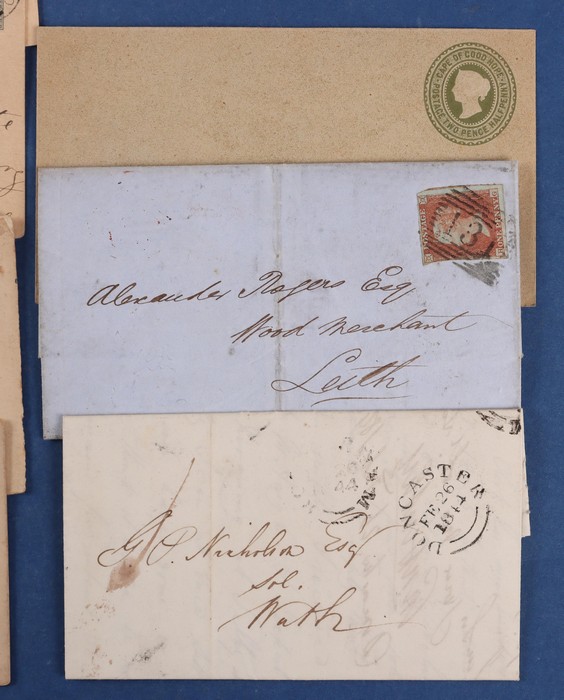 CAPE OF GOOD HOPE
POSTAGE TWO PENCE HALFPENNY
13
Alexander Rogers Esq
Wood Merchant
Leith
DONCASTER
FE 26
1844
G. P. Nicholson Esq
Sol.
Wath